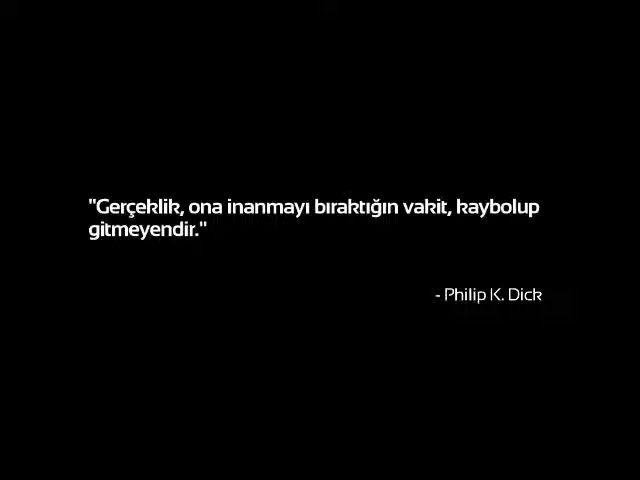 "Gerçeklik, ona inanmayı bıraktığın vakit, kaybolup
gitmeyendir."
- Philip K. Dick